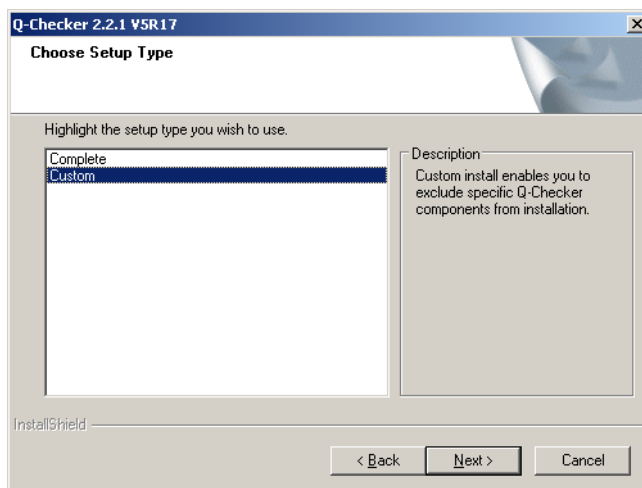 Q-Checker 2.2.1 V5R17
Choose Setup Type
Highlight the setup type you wish to use.
Complete
Custom
Description
Custom install enables you to
exclude specific Q-Checker
components from installation.
InstallShield
< Back
Next >
Cancel